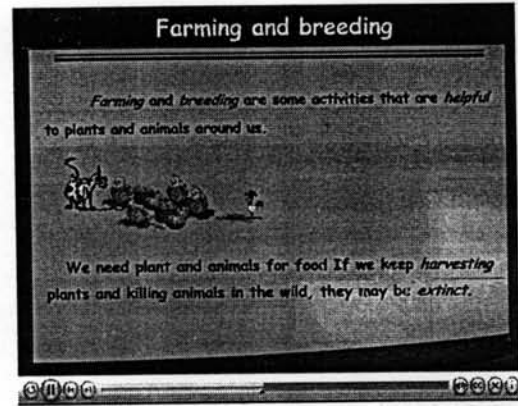 Farming and breeding
Farming and breeding are some activities that are helpful
to plants and animals around us.
We need plant and animals for food If we keep harvesting
plants and killing animals in the wild, they may be extinct.